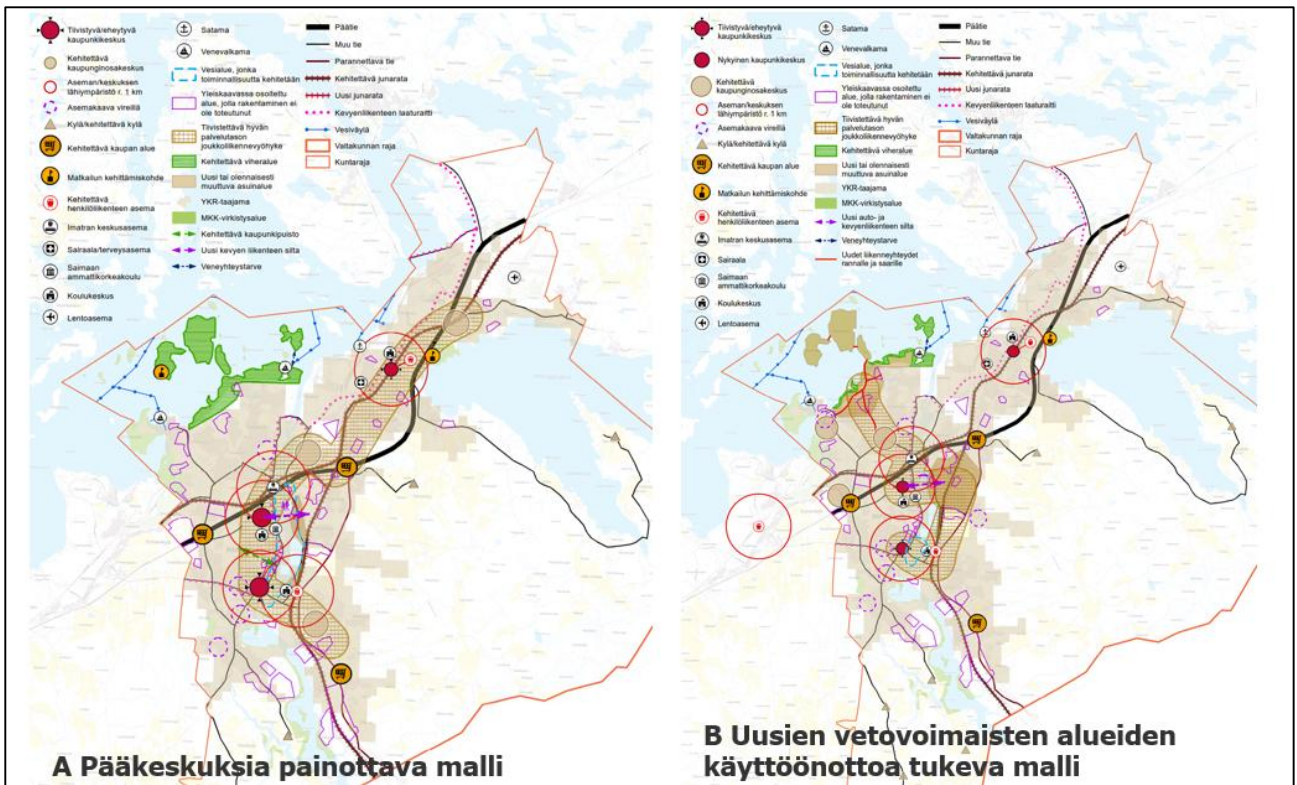 Tiivistyvä/eheytyvä
kaupunkikeskus
Kehitettävä
kaupunginosakeskus
Aseman/keskuksen
lähiympäristö r. 1 km
Asemakaava vireillä
Kylä/kehitettävä kylä
Kehitettävä kaupan alue
Matkailun kehittämiskohde
Kehitettävä
henkilöliikenteen asema
Imatran keskusasema
Sairaala/terveysasema
Saimaan
ammattikorkeakoulu
Koulukeskus
Lentoasema
Satama
Venevalkama
Vesialue, jonka
toiminnallisuutta kehitetään
Yleiskaavassa osoitettu
alue, jolla rakentaminen ei
ole toteutunut
Tiivistettävä hyvän
palvelutason
joukkoliikennevyöhyke
Kehitettävä viheralue
Uusi tai olennaisesti
muuttuva asuinalue
YKR-taajama
MKK-virkistysalue
Kehitettävä kaupunkipuisto
Uusi kevyen liikenteen silta
Veneyhteystarve
Päätie
Muu tie
Parannettava tie
Kehitettävä junarata
Uusi junarata
Kevyenliikenteen laaturaitti
Vesiväylä
Valtakunnan raja
Kuntaraja
A Pääkeskuksia painottava malli
Tiivistyvä/eheytyvä
kaupunkikeskus
Nykyinen kaupunkikeskus
Kehitettävä
kaupunginosakeskus
Aseman/keskuksen
lähiympäristö r. 1 km
Asemakaava vireillä
Kylä/kehitettävä kylä
Kehitettävä kaupan alue
Matkailun kehittämiskohde
Kehitettävä
henkilöliikenteen asema
Imatran keskusasema
Sairaala
Saimaan
ammattikorkeakoulu
Koulukeskus
Lentoasema
Satama
Venevalkama
Vesialue, jonka
toiminnallisuutta kehitetään
Yleiskaavassa osoitettu
alue, jolla rakentaminen ei
ole toteutunut
Tiivistettävä hyvän
palvelutason
joukkoliikennevyöhyke
Kehitettävä viheralue
Uusi tai olennaisesti
muuttuva asuinalue
YKR-taajama
MKK-virkistysalue
Uusi auto- ja
kevyenliikenteen silta
Veneyhteystarve
Uudet liikenneyhteydet
rannalle ja saarille
Päätie
Muu tie
Parannettava tie
Kehitettävä junarata
Uusi junarata
Kevyenliikenteen laaturaitti
Vesiväylä
Valtakunnan raja
Kuntaraja
B Uusien vetovoimaisten alueiden
käyttöönottoa tukeva malli